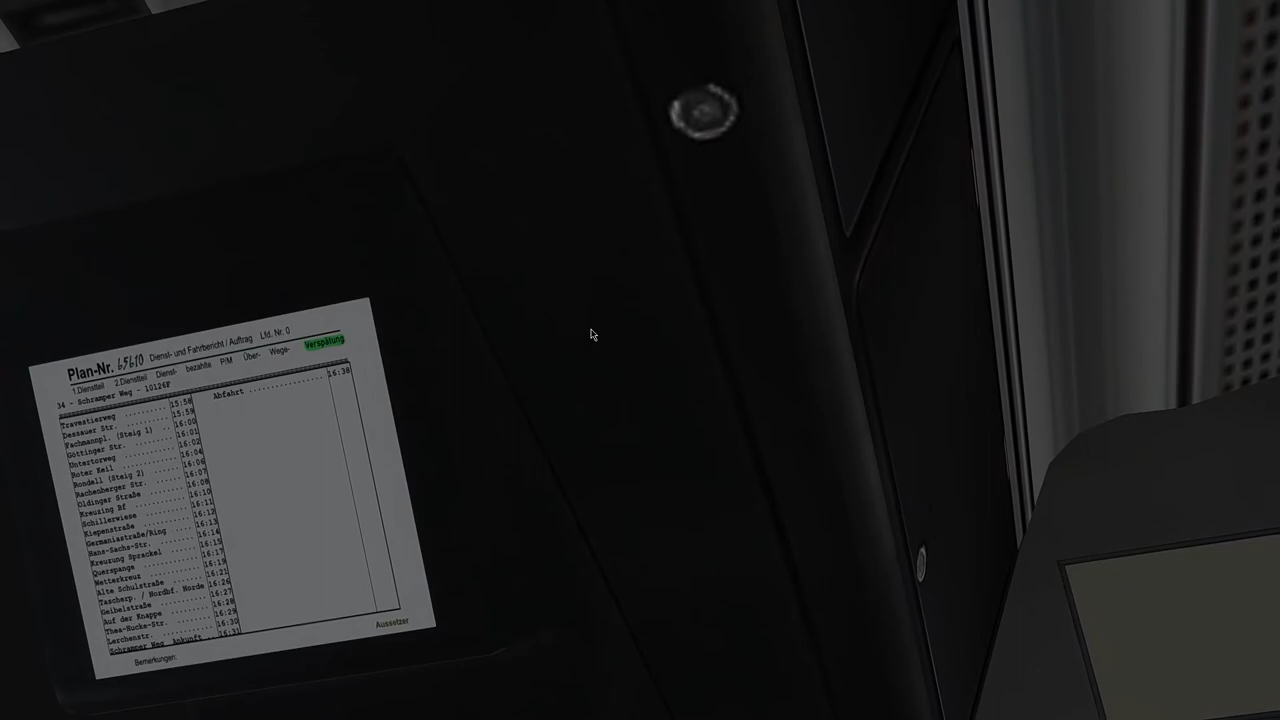 Plan-Nr. 65610 Dienst- und Fahrbericht / Auftrag Lfd. Nr. 0
1.Dienstteil 2.Dienstteil Dienst- bezahlte P/M Über- Wege- Verspätung
34 - Schramper Weg - 10126F
Abfahrt .............. 16:38
Travestierweg .......... 15:58
Dessauer Str. .......... 15:59
Fachmannpl. (Steig 1) .. 16:00
Göttinger Str. ......... 16:01
Untertorweg ............ 16:02
Roter Keil ............. 16:04
Rondell (Steig 2) ...... 16:06
Rachenberger Str. ...... 16:07
Oldinger Straße ........ 16:08
Kreuzing Bf ............ 16:10
Schillerwiese .......... 16:11
Kiepenstraße ........... 16:12
Germaniastraße/Ring .... 16:13
Hans-Sachs-Str. ........ 16:14
Kreuzung Sprackel ...... 16:15
Querspange ............. 16:17
Wetterkreuz ............ 16:19
Alte Schulstraße ....... 16:21
Tascherp. / Nordbf. Norde 16:26
Geibelstraße ........... 16:27
Auf der Knappe ......... 16:28
Thea-Hucke-Str. ........ 16:29
Lerchenstr. ............ 16:30
Schramper Weg Ankunft .. 16:31
Aussetzer
Bemerkungen: